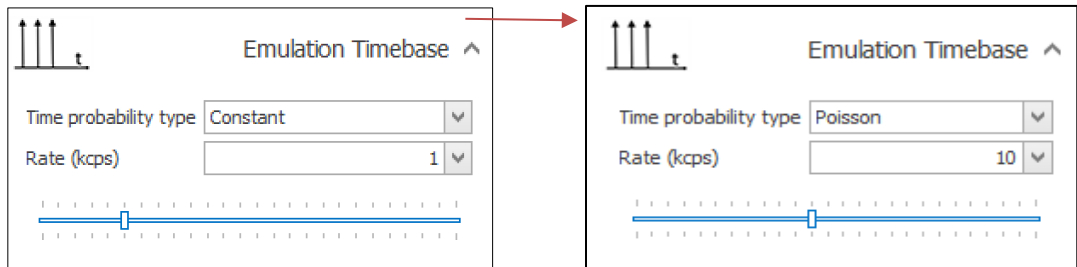 t
Emulation Timebase
Time probability type Constant
Rate (kcps) 1
t
Emulation Timebase
Time probability type Poisson
Rate (kcps) 10